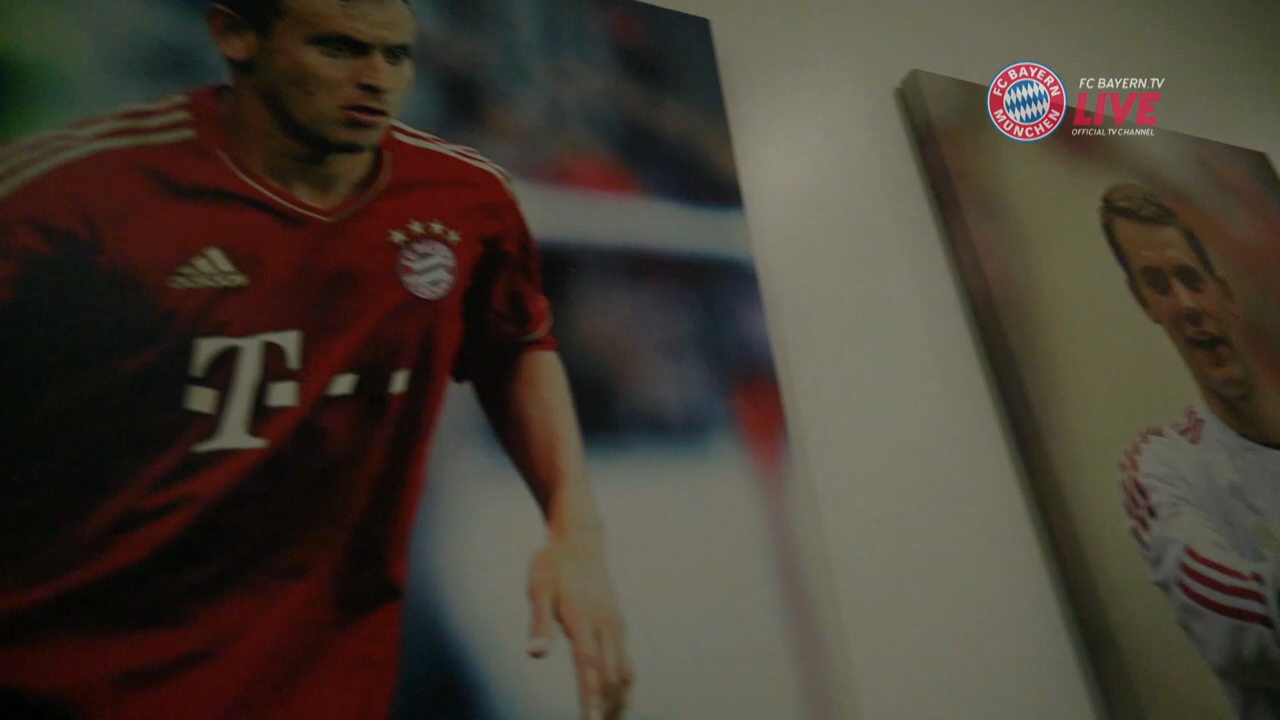 FC BAYERN
MÜNCHEN
FC BAYERN.TV
LIVE
OFFICIAL TV CHANNEL
T